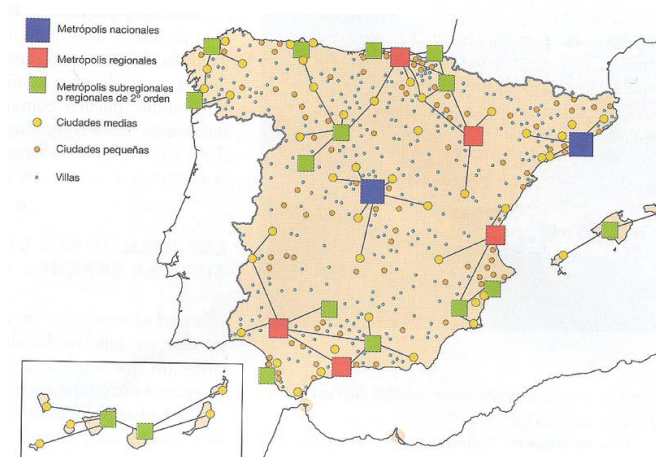 Metrópolis nacionales
Metrópolis regionales
Metrópolis subregionales
o regionales de 2º orden
Ciudades medias
Ciudades pequeñas
Villas